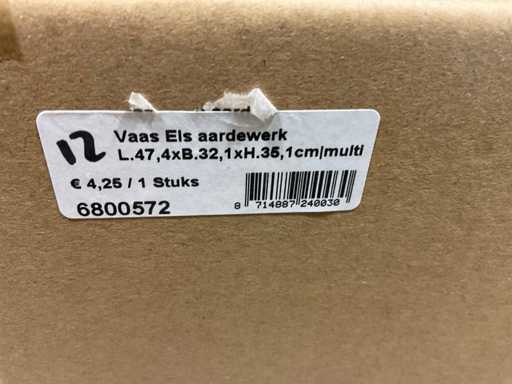 12
Vaas Els aardewerk
L.47,4xB.32,1xH.35,1cm|multi
€ 4,25 / 1 Stuks
6800572
8 714887 240030